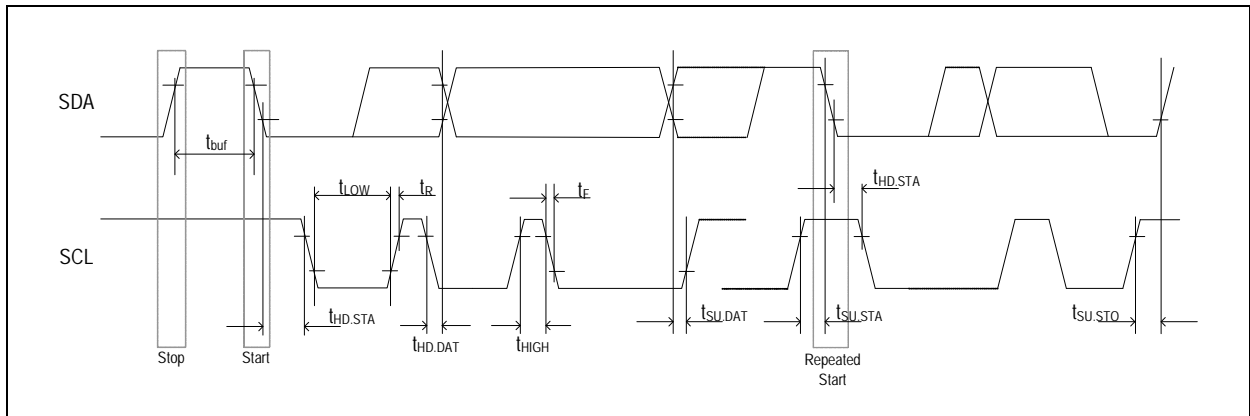 SDA
tbuf
tHD.STA
tLOW
tR
tF
SCL
tHD.STA
tHD.DAT
tHIGH
tSU.DAT
tSU.STA
tSU.STO
Stop
Start
Repeated
Start